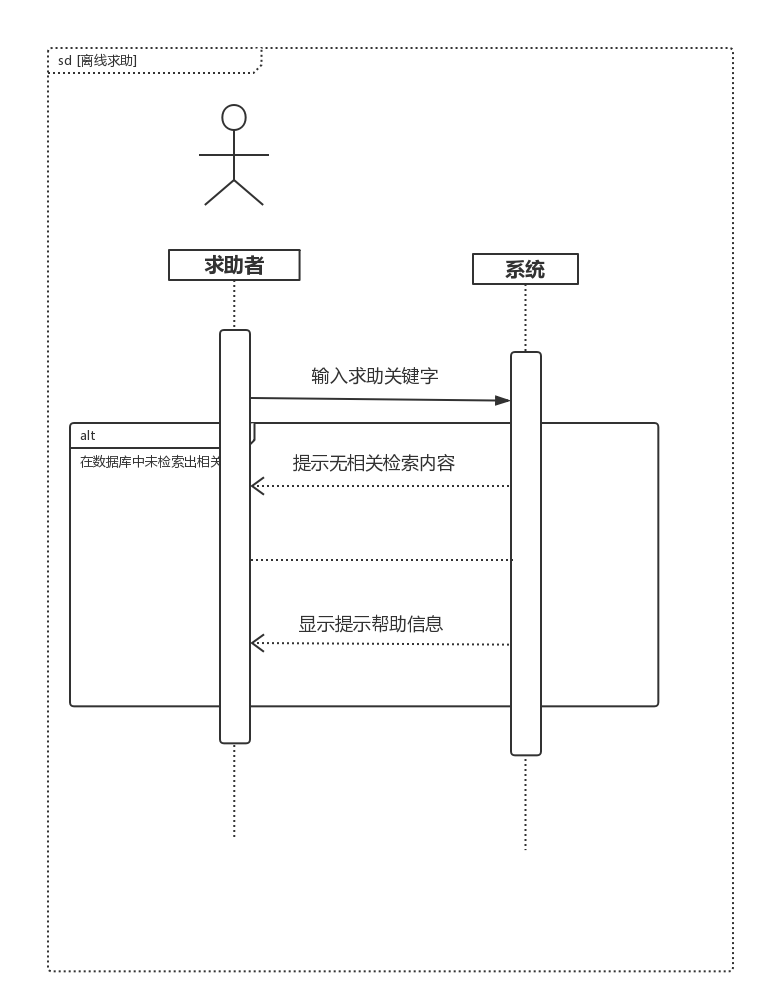 sd [离线求助]
求助者
系统
输入求助关键字
alt
在数据库中未检索出相关
提示无相关检索内容
显示提示帮助信息